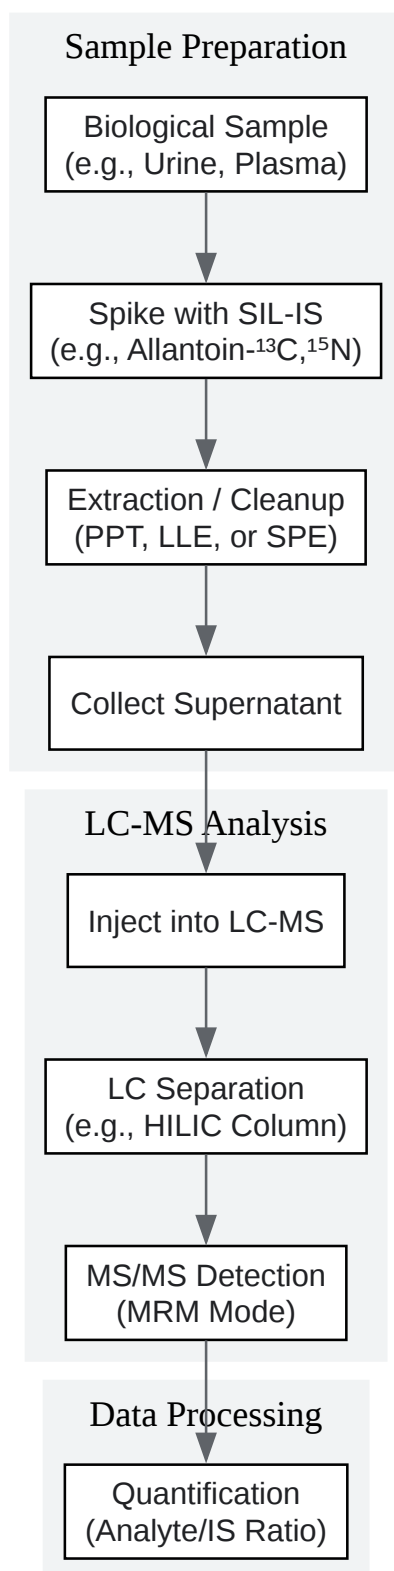 Sample Preparation
Biological Sample
(e.g., Urine, Plasma)
Spike with SIL-IS
(e.g., Allantoin-¹³C,¹⁵N)
Extraction / Cleanup
(PPT, LLE, or SPE)
Collect Supernatant
LC-MS Analysis
Inject into LC-MS
LC Separation
(e.g., HILIC Column)
MS/MS Detection
(MRM Mode)
Data Processing
Quantification
(Analyte/IS Ratio)